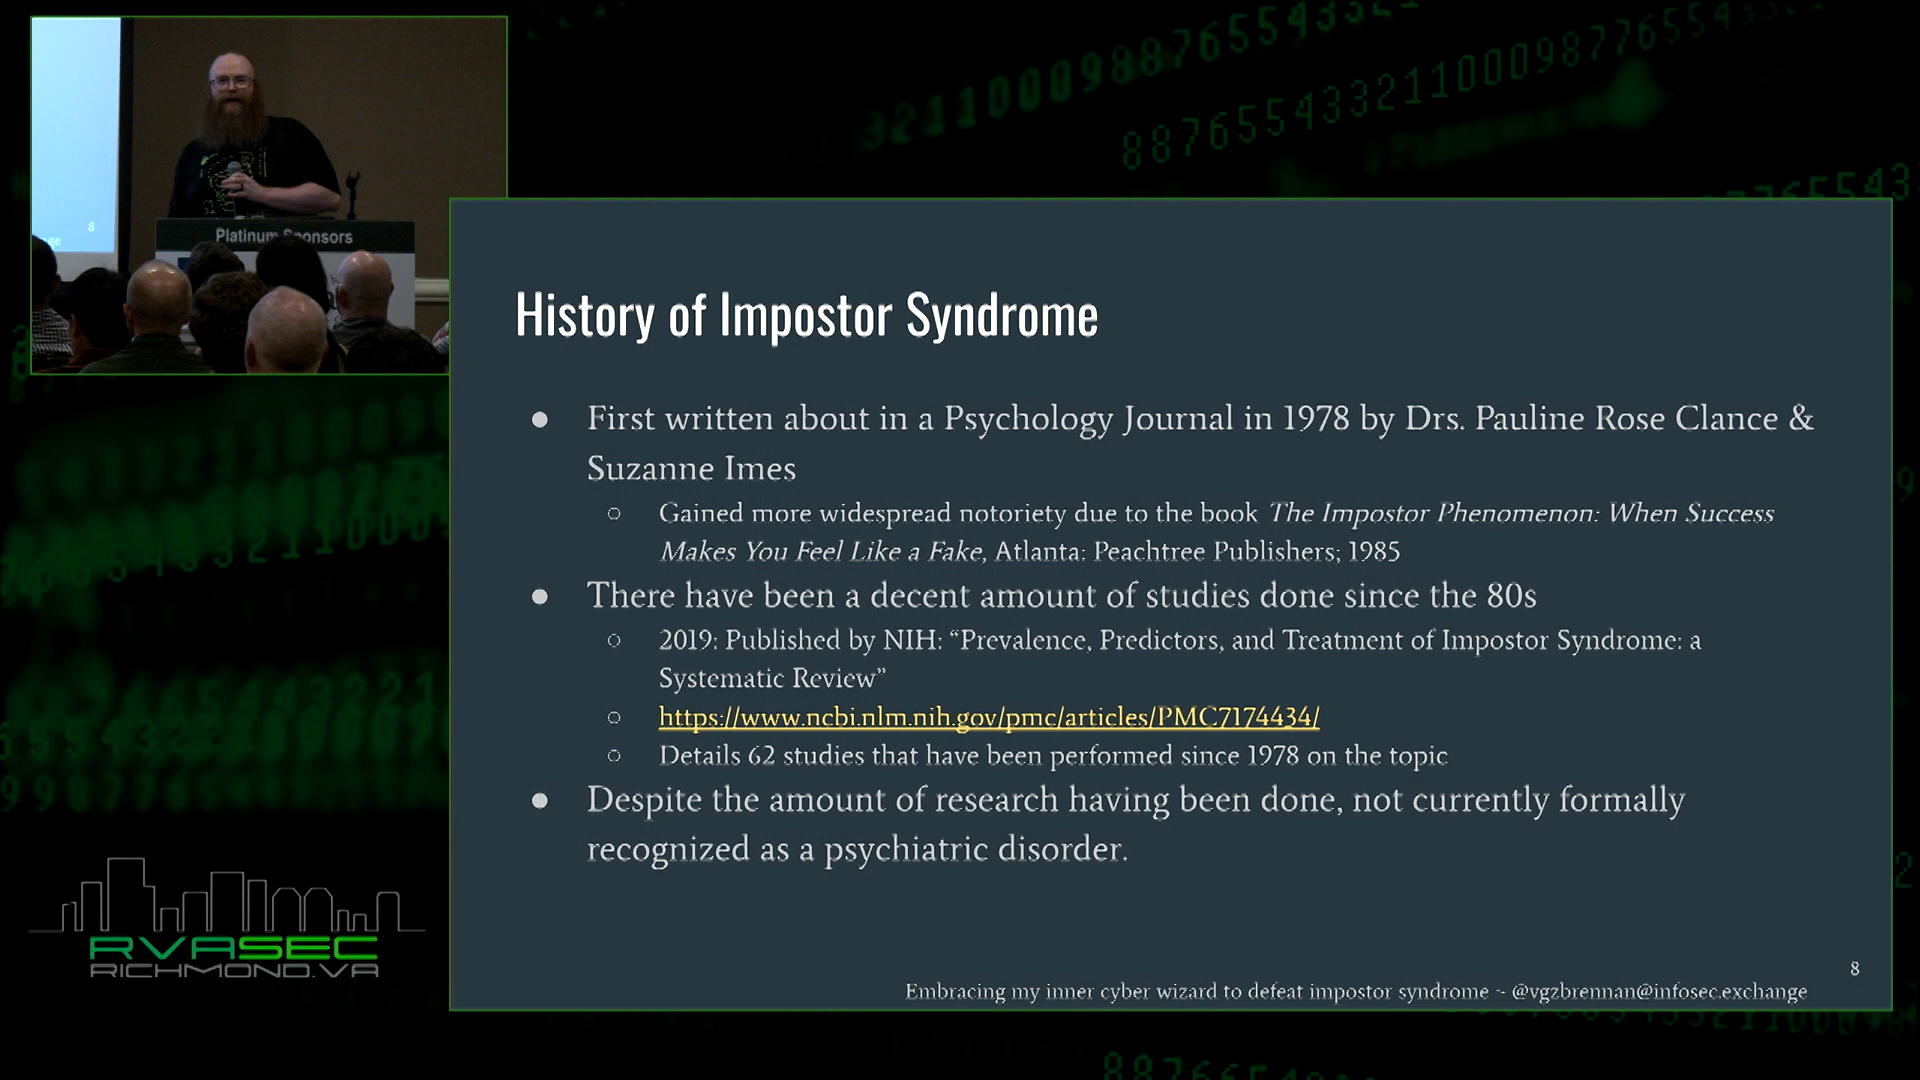 Platinum Sponsors
8
History of Impostor Syndrome
● First written about in a Psychology Journal in 1978 by Drs. Pauline Rose Clance &
Suzanne Imes
○ Gained more widespread notoriety due to the book The Impostor Phenomenon: When Success
Makes You Feel Like a Fake, Atlanta: Peachtree Publishers; 1985
● There have been a decent amount of studies done since the 80s
○ 2019: Published by NIH: “Prevalence, Predictors, and Treatment of Impostor Syndrome: a
Systematic Review”
○ https://www.ncbi.nlm.nih.gov/pmc/articles/PMC7174434/
○ Details 62 studies that have been performed since 1978 on the topic
● Despite the amount of research having been done, not currently formally
recognized as a psychiatric disorder.
8
Embracing my inner cyber wizard to defeat impostor syndrome ~ @vgzbrennan@infosec.exchange
RVASEC
RICHMOND.VA